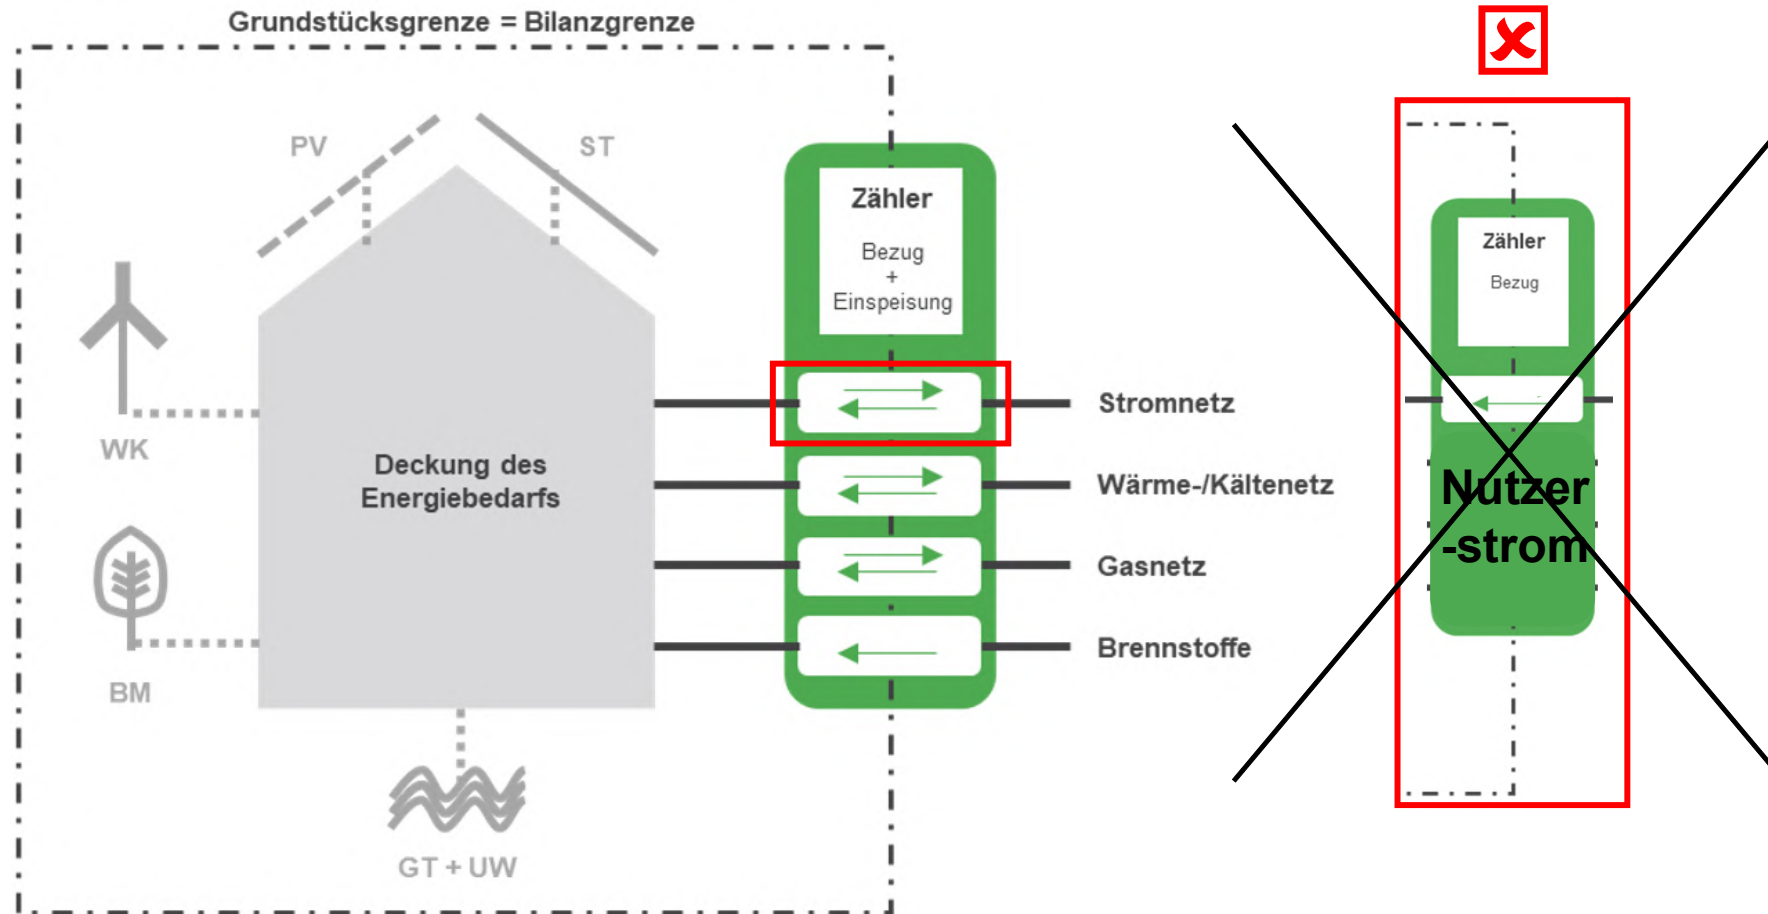 Grundstücksgrenze = Bilanzgrenze
PV
ST
Zähler
Bezug
+
Einspeisung
WK
BM
Deckung des
Energiebedarfs
GT + UW
Stromnetz
Wärme-/Kältenetz
Gasnetz
Brennstoffe
Zähler
Bezug
Nutzer
-strom